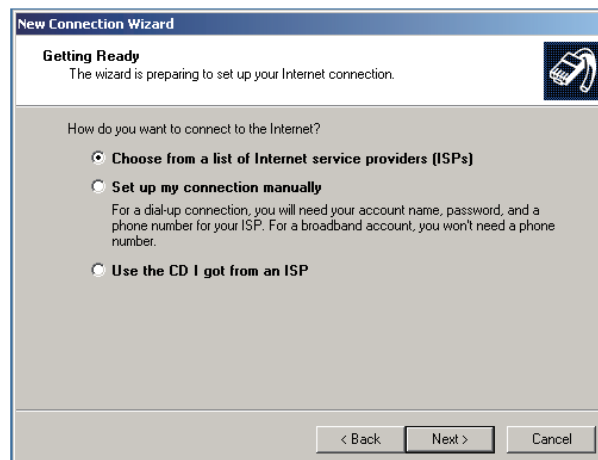 New Connection Wizard
Getting Ready
The wizard is preparing to set up your Internet connection.
How do you want to connect to the Internet?
Choose from a list of Internet service providers (ISPs)
Set up my connection manually
For a dial-up connection, you will need your account name, password, and a
phone number for your ISP. For a broadband account, you won't need a phone
number.
Use the CD I got from an ISP
< Back Next > Cancel